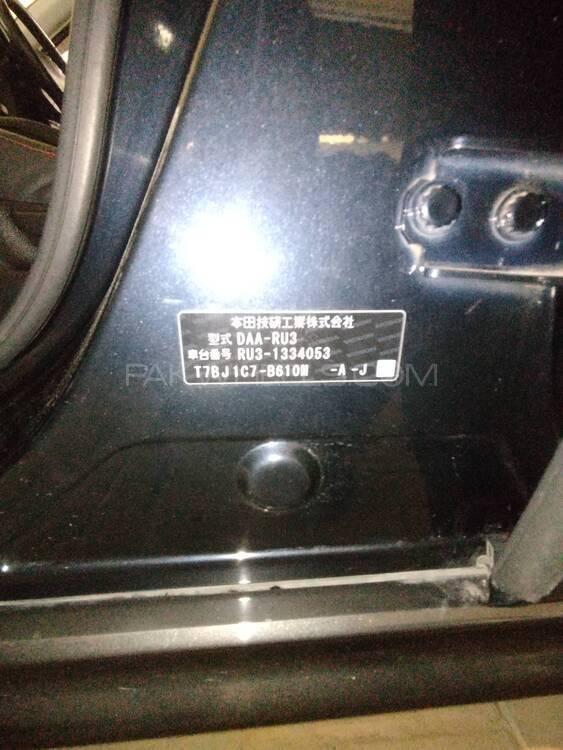 本田技研工業株式会社
型式 DAA-RU3
車台番号 RU3-1334053
T7BJ1C7-B610M -A -J
PAKWHEELS.COM